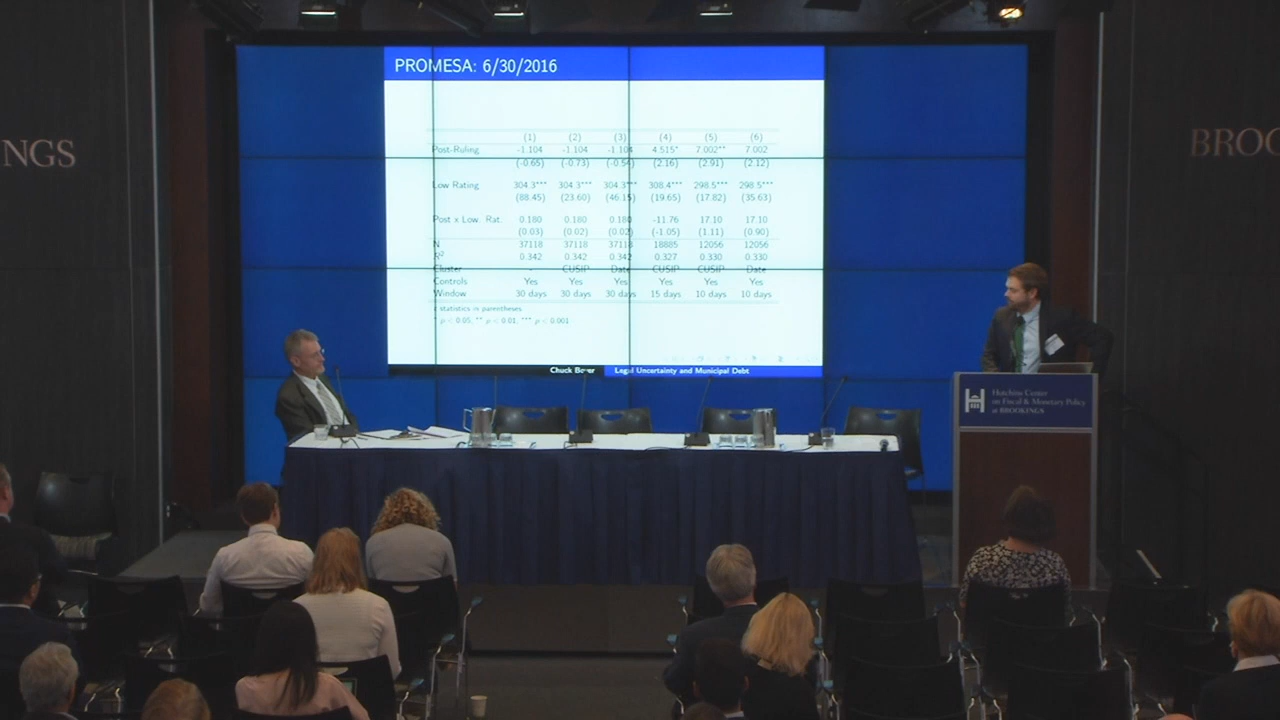 NGS
BROO
PROMESA: 6/30/2016
(1) (2) (3) (4) (5) (6)
Post-Ruling -1.104 -1.104 -1.104 4.515* 7.002** 7.002
(-0.65) (-0.73) (-0.54) (2.16) (2.91) (2.12)
Low Rating 304.3*** 304.3*** 304.3*** 308.4*** 298.5*** 298.5***
(88.45) (23.60) (46.15) (19.65) (17.82) (35.63)
Post x Low. Rat. 0.180 0.180 0.180 -11.76 17.10 17.10
(0.03) (0.02) (0.02) (-1.05) (1.11) (0.90)
N 37118 37118 37118 18885 12056 12056
R² 0.342 0.342 0.342 0.327 0.330 0.330
Cluster CUSIP Date CUSIP CUSIP Date
Controls Yes Yes Yes Yes Yes Yes
Window 30 days 30 days 30 days 15 days 10 days 10 days
t statistics in parentheses
* p < 0.05, ** p < 0.01, *** p < 0.001
Chuck Boyer Legal Uncertainty and Municipal Debt
Hutchins Center
on Fiscal & Monetary Policy
at BROOKINGS